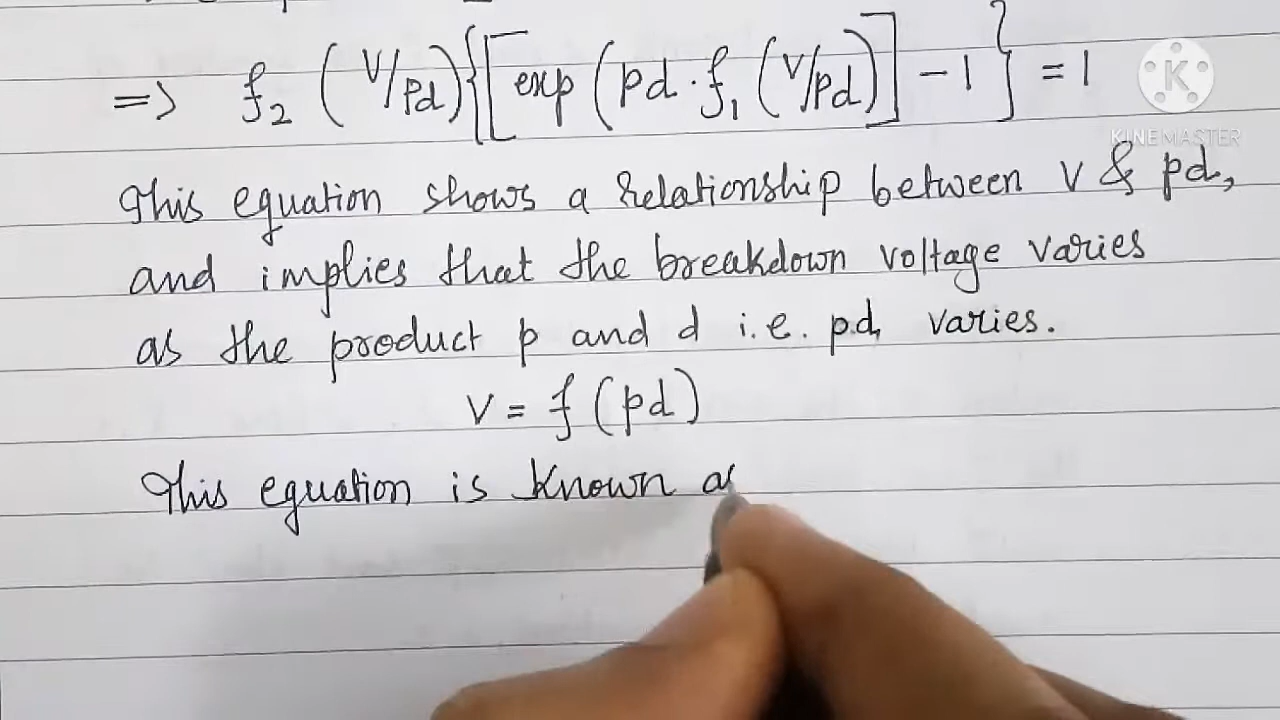 => f₂ (V/pd){[exp(pd·f₁(V/pd)]-1} = 1
K
KINEMASTER
This equation shows a relationship between V & pd,
and implies that the breakdown voltage varies
as the product p and d i.e. pd, varies.
V = f (pd)
This equation is known as